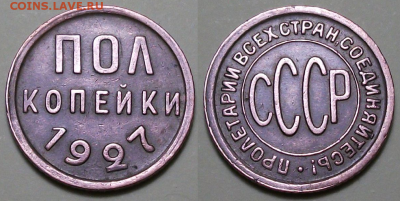 COINS.LAVE.RU
ПОЛ
КОПЕЙКИ
1927
ПРОЛЕТАРИИ ВСЕХ СТРАН СОЕДИНЯЙТЕСЬ!
СССР